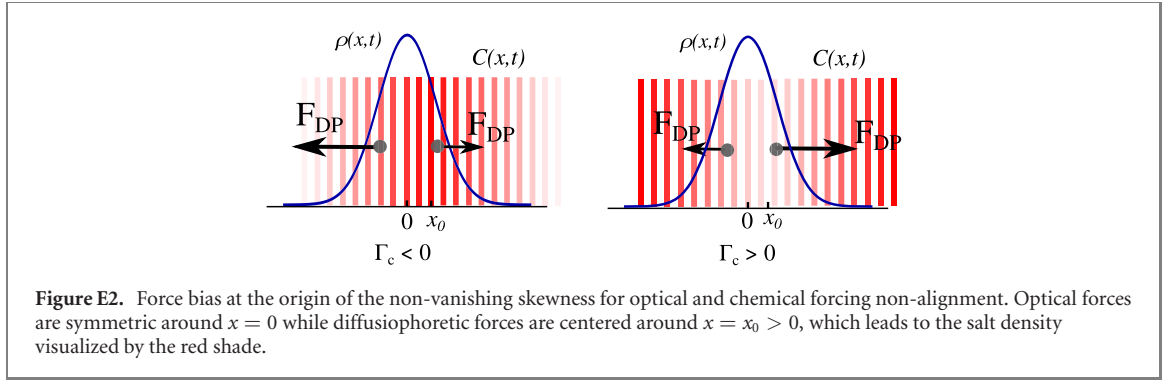 ρ(x,t)
C(x,t)
F_DP
F_DP
0 x_0
Γ_c < 0
ρ(x,t)
C(x,t)
F_DP
F_DP
0 x_0
Γ_c > 0
Figure E2. Force bias at the origin of the non-vanishing skewness for optical and chemical forcing non-alignment. Optical forces
are symmetric around x = 0 while diffusiophoretic forces are centered around x = x_0 > 0, which leads to the salt density
visualized by the red shade.